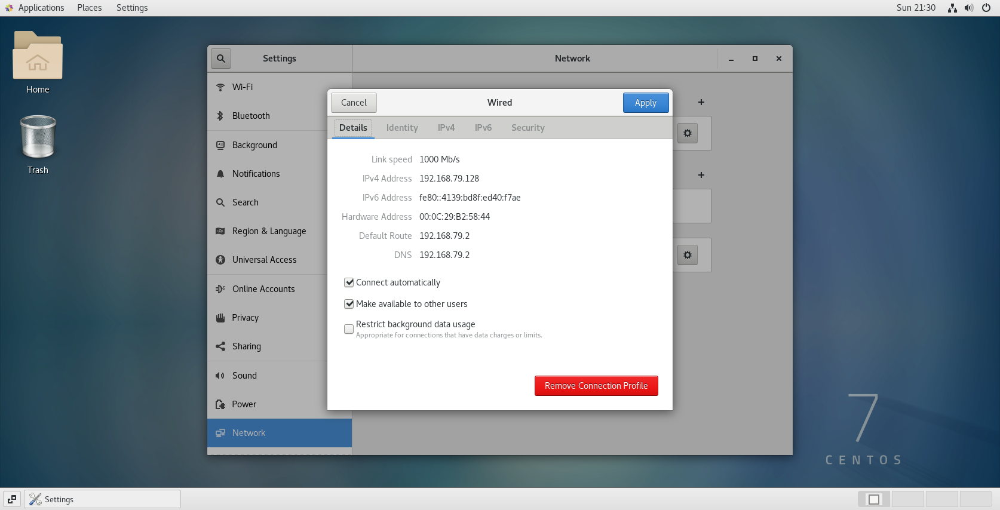 Applications Places Settings Sun 21:30
Home
Trash
Settings Network
Wi-Fi
Bluetooth
Background
Notifications
Search
Region & Language
Universal Access
Online Accounts
Privacy
Sharing
Sound
Power
Network
Cancel Wired Apply
Details Identity IPv4 IPv6 Security
Link speed 1000 Mb/s
IPv4 Address 192.168.79.128
IPv6 Address fe80::4139:bd8f:ed40:f7ae
Hardware Address 00:0C:29:B2:58:44
Default Route 192.168.79.2
DNS 192.168.79.2
Connect automatically
Make available to other users
Restrict background data usage
Appropriate for connections that have data charges or limits.
Remove Connection Profile
7
CENTOS
Settings